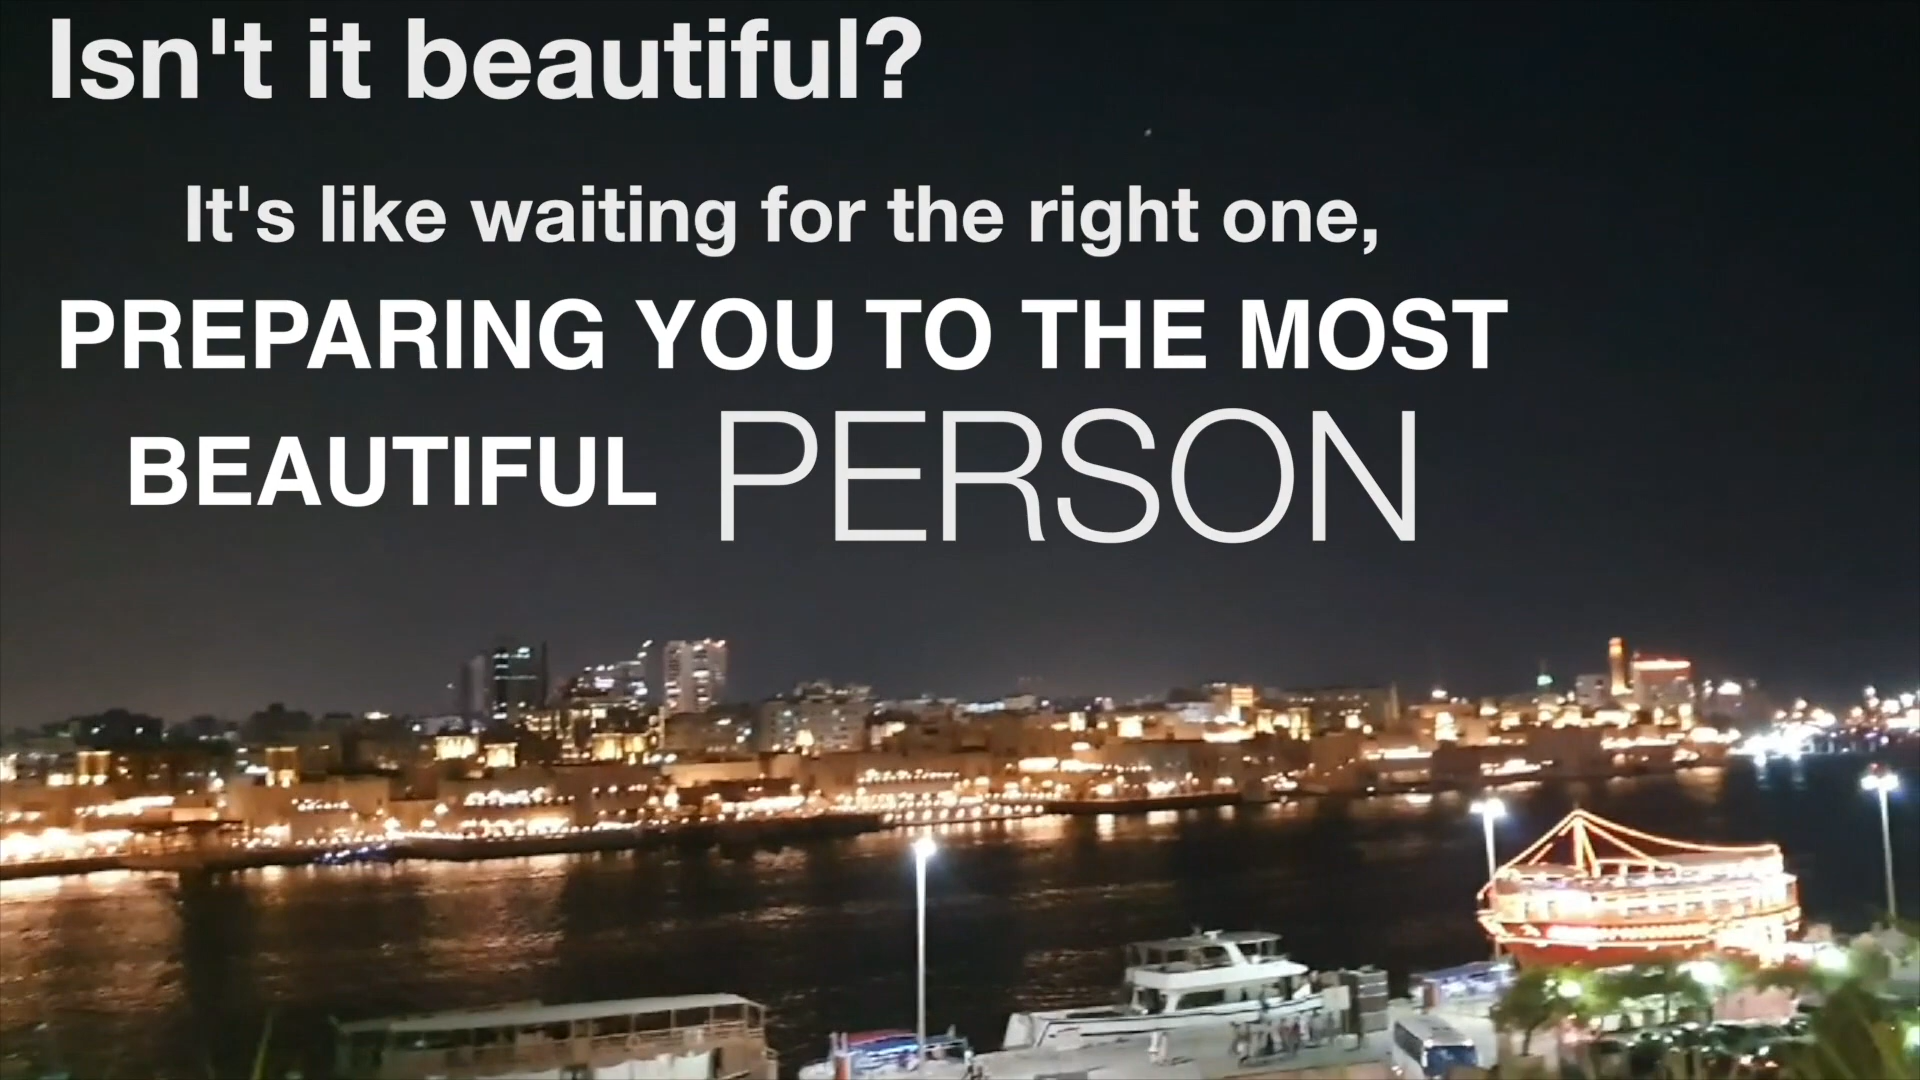 Isn't it beautiful?
It's like waiting for the right one,
PREPARING YOU TO THE MOST
BEAUTIFUL PERSON